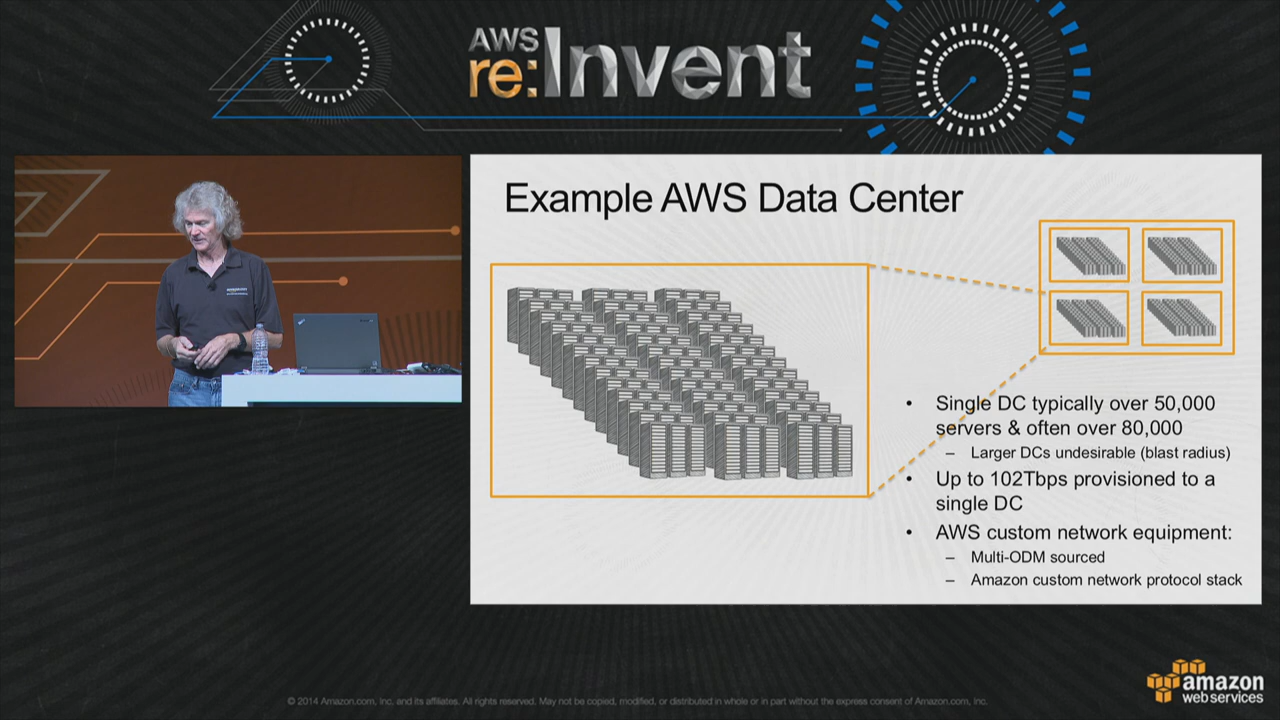 AWS
re:Invent
Example AWS Data Center
• Single DC typically over 50,000
servers & often over 80,000
– Larger DCs undesirable (blast radius)
• Up to 102Tbps provisioned to a
single DC
• AWS custom network equipment:
– Multi-ODM sourced
– Amazon custom network protocol stack
amazon
web services
© 2014 Amazon.com, Inc. and its affiliates. All rights reserved. May not be copied, modified, or distributed in whole or in part without the express consent of Amazon.com, Inc.